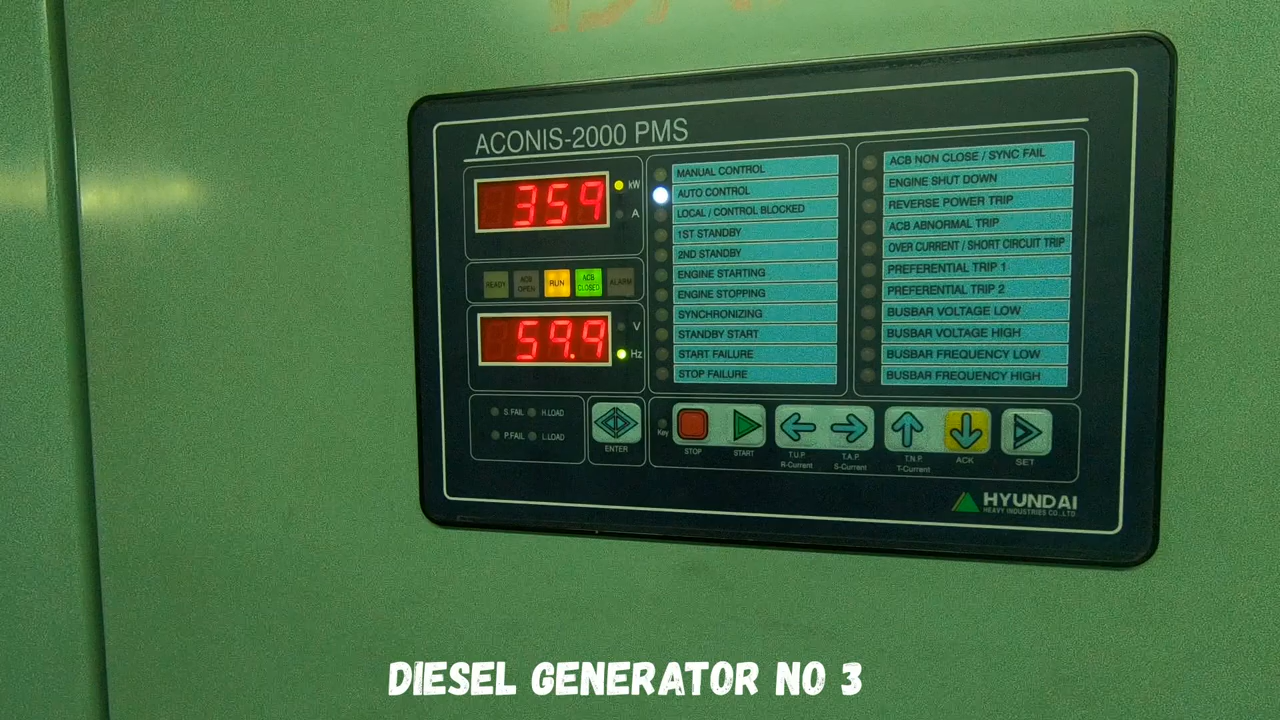 ACONIS-2000 PMS
359
kW
A
READY
ACB OPEN
RUN
ACB CLOSED
ALARM
59.9
V
Hz
S.FAIL
H.LOAD
P.FAIL
L.LOAD
ENTER
MANUAL CONTROL
AUTO CONTROL
LOCAL / CONTROL BLOCKED
1ST STANDBY
2ND STANDBY
ENGINE STARTING
ENGINE STOPPING
SYNCHRONIZING
STANDBY START
START FAILURE
STOP FAILURE
ACB NON CLOSE / SYNC FAIL
ENGINE SHUT DOWN
REVERSE POWER TRIP
ACB ABNORMAL TRIP
OVER CURRENT / SHORT CIRCUIT TRIP
PREFERENTIAL TRIP 1
PREFERENTIAL TRIP 2
BUSBAR VOLTAGE LOW
BUSBAR VOLTAGE HIGH
BUSBAR FREQUENCY LOW
BUSBAR FREQUENCY HIGH
Key
STOP
START
T.U.P.
R-Current
T.A.P.
S-Current
T.N.P.
T-Current
ACK
SET
HYUNDAI
HEAVY INDUSTRIES CO.,LTD
DIESEL GENERATOR NO 3